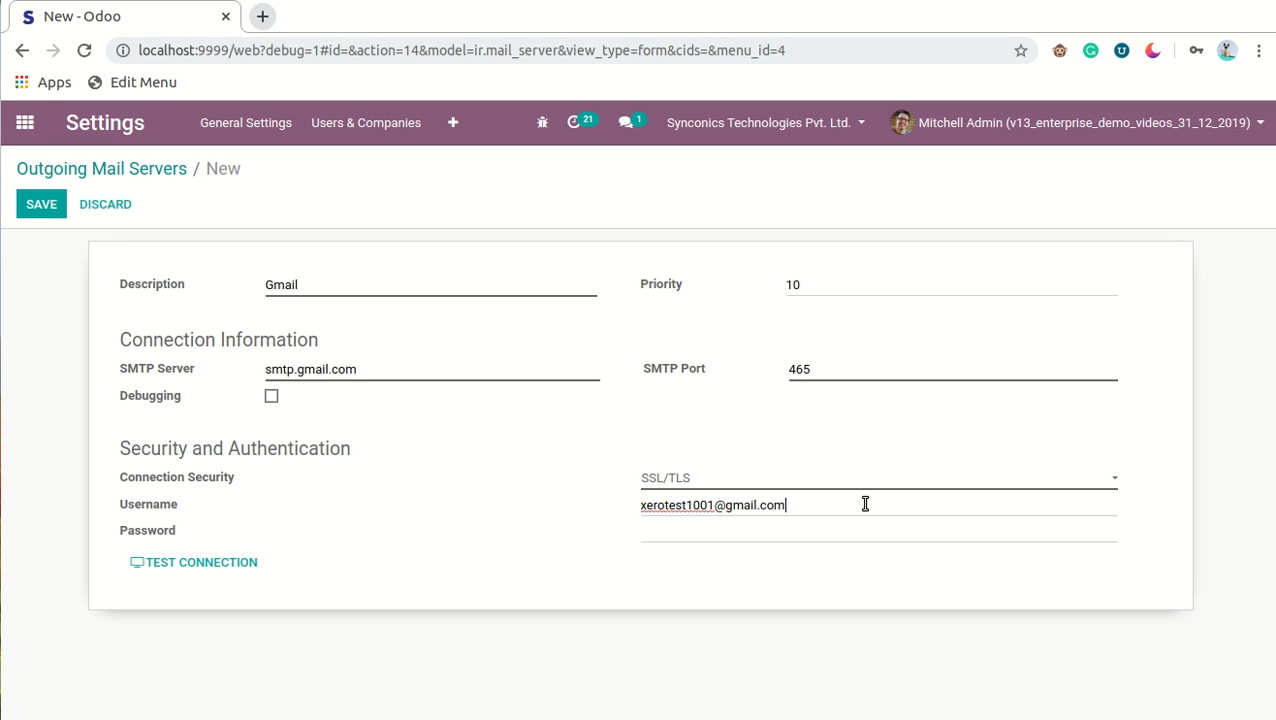 New - Odoo
localhost:9999/web?debug=1#id=&action=14&model=ir.mail_server&view_type=form&cids=&menu_id=4
Apps Edit Menu
Settings General Settings Users & Companies 21 1 Synconics Technologies Pvt. Ltd. Mitchell Admin (v13_enterprise_demo_videos_31_12_2019)
Outgoing Mail Servers / New
SAVE DISCARD
Description Gmail Priority 10
Connection Information
SMTP Server smtp.gmail.com SMTP Port 465
Debugging
Security and Authentication
Connection Security SSL/TLS
Username xerotest1001@gmail.com
Password
TEST CONNECTION